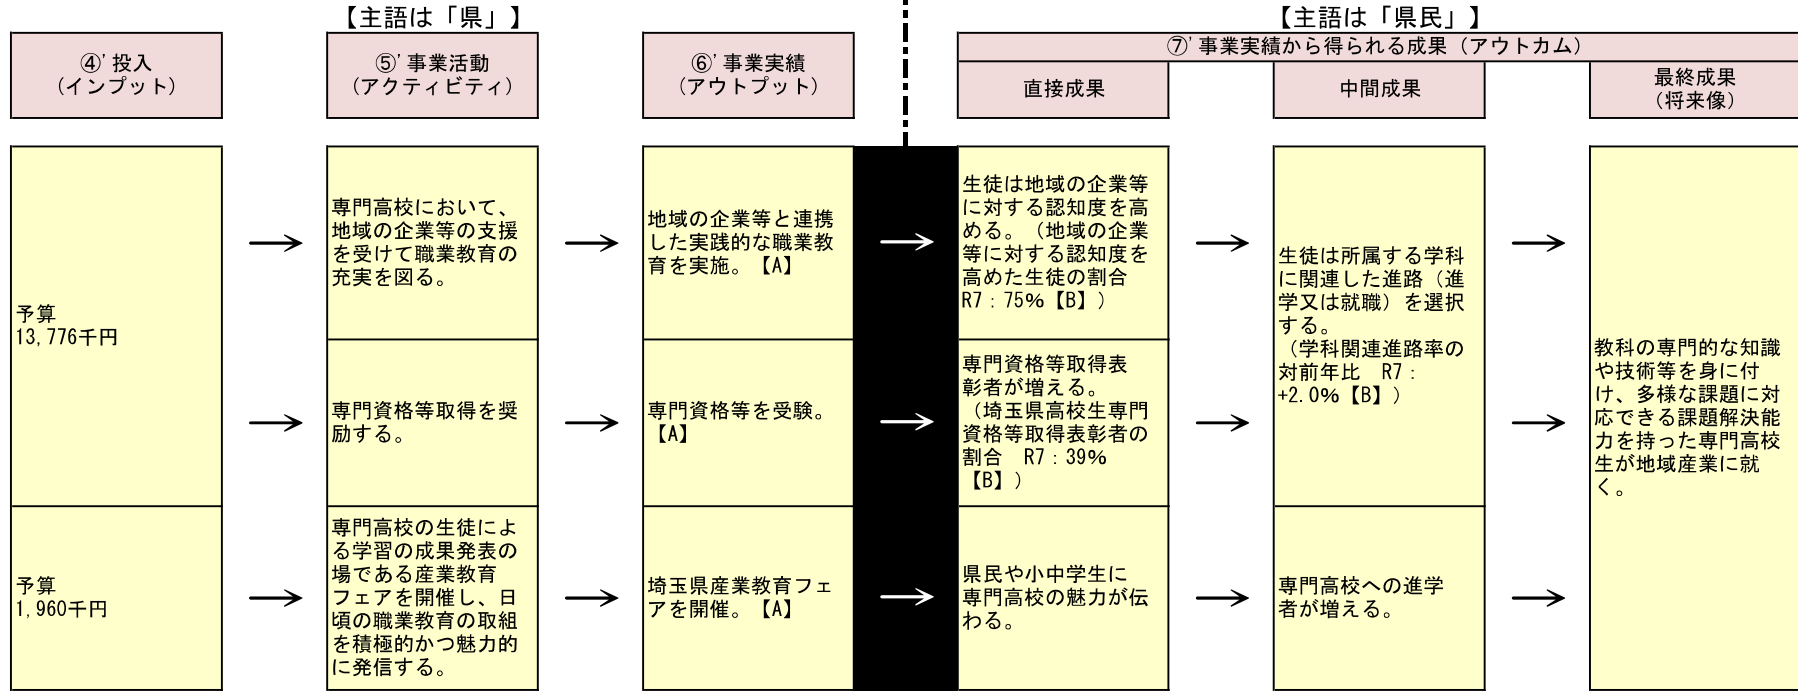 【主語は「県」】
【主語は「県民」】
④’投入
（インプット）
⑤’事業活動
（アクティビティ）
⑥’事業実績
（アウトプット）
⑦’事業実績から得られる成果（アウトカム）
直接成果
中間成果
最終成果
（将来像）
予算
13,776千円
専門高校において、
地域の企業等の支援
を受けて職業教育の
充実を図る。
地域の企業等と連携
した実践的な職業教
育を実施。【A】
生徒は地域の企業等
に対する認知度を高
める。（地域の企業
等に対する認知度を
高めた生徒の割合
R7：75%【B】）
生徒は所属する学科
に関連した進路（進
学又は就職）を選択
する。
（学科関連進路率の
対前年比　R7：
+2.0%【B】）
教科の専門的な知識
や技術等を身に付
け、多様な課題に対
応できる課題解決能
力を持った専門高校
生が地域産業に就
く。
専門資格等取得を奨
励する。
専門資格等を受験。
【A】
専門資格等取得表
彰者が増える。
（埼玉県高校生専門
資格等取得表彰者の
割合　R7：39%
【B】）
予算
1,960千円
専門高校の生徒によ
る学習の成果発表の
場である産業教育
フェアを開催し、日
頃の職業教育の取組
を積極的かつ魅力的
に発信する。
埼玉県産業教育フェ
アを開催。【A】
県民や小中学生に
専門高校の魅力が伝
わる。
専門高校への進学
者が増える。